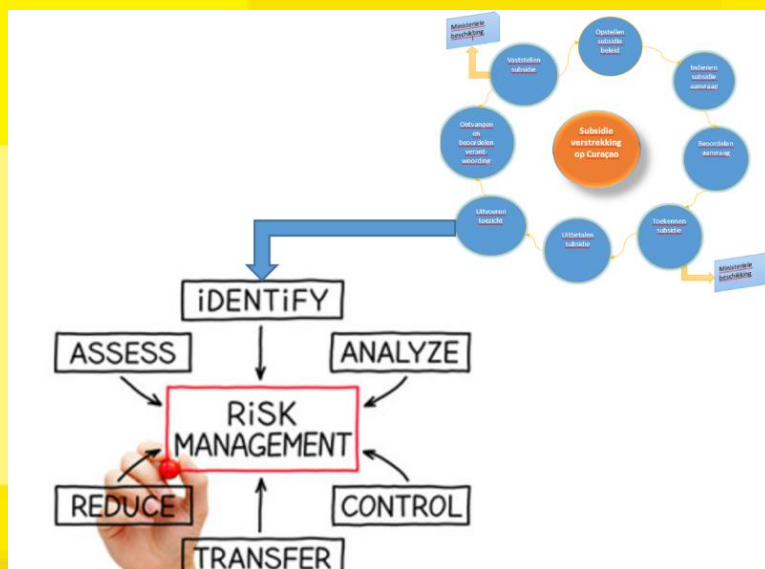 Ministeriele
beschikking
Opstellen
subsidie
beleid
Vaststellen
subsidie
Indienen
subsidie
aanvraag
Ontvangen
en
beoordelen
verant-
woording
Subsidie
verstrekking
op Curaçao
Beoordelen
aanvraag
Uitvoeren
toezicht
Uitbetalen
subsidie
Toekennen
subsidie
Ministeriele
beschikking
iDENTiFY
ASSESS
ANALYZE
RiSK
MANAGEMENT
REDUCE
CONTROL
TRANSFER